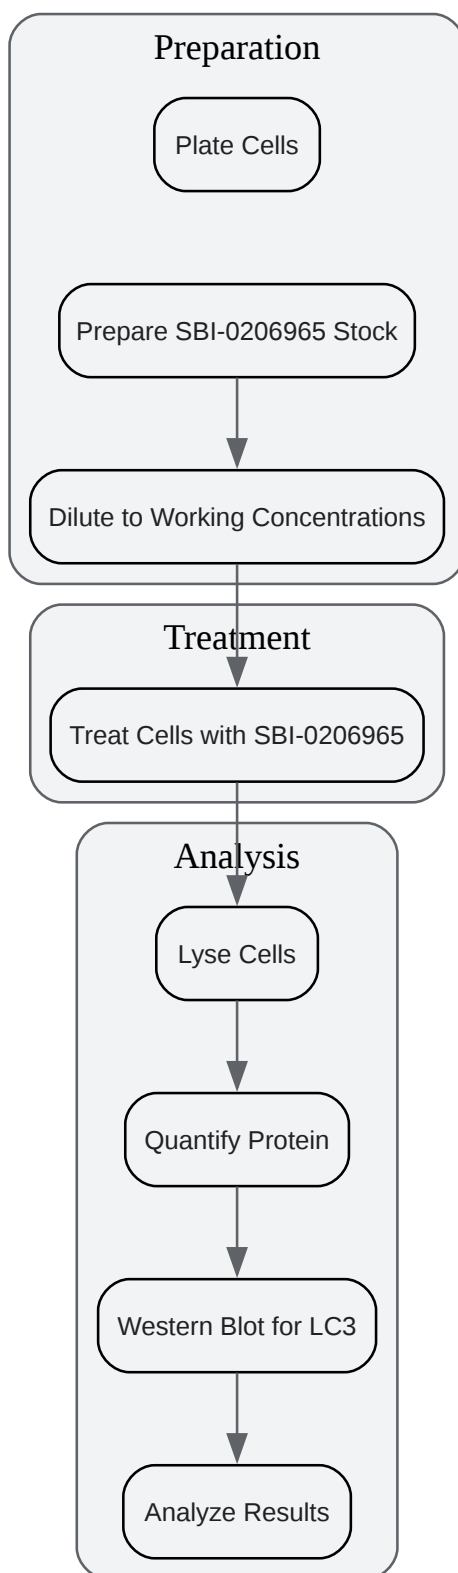 Preparation
Plate Cells
Prepare SBI-0206965 Stock
Dilute to Working Concentrations
Treatment
Treat Cells with SBI-0206965
Analysis
Lyse Cells
Quantify Protein
Western Blot for LC3
Analyze Results